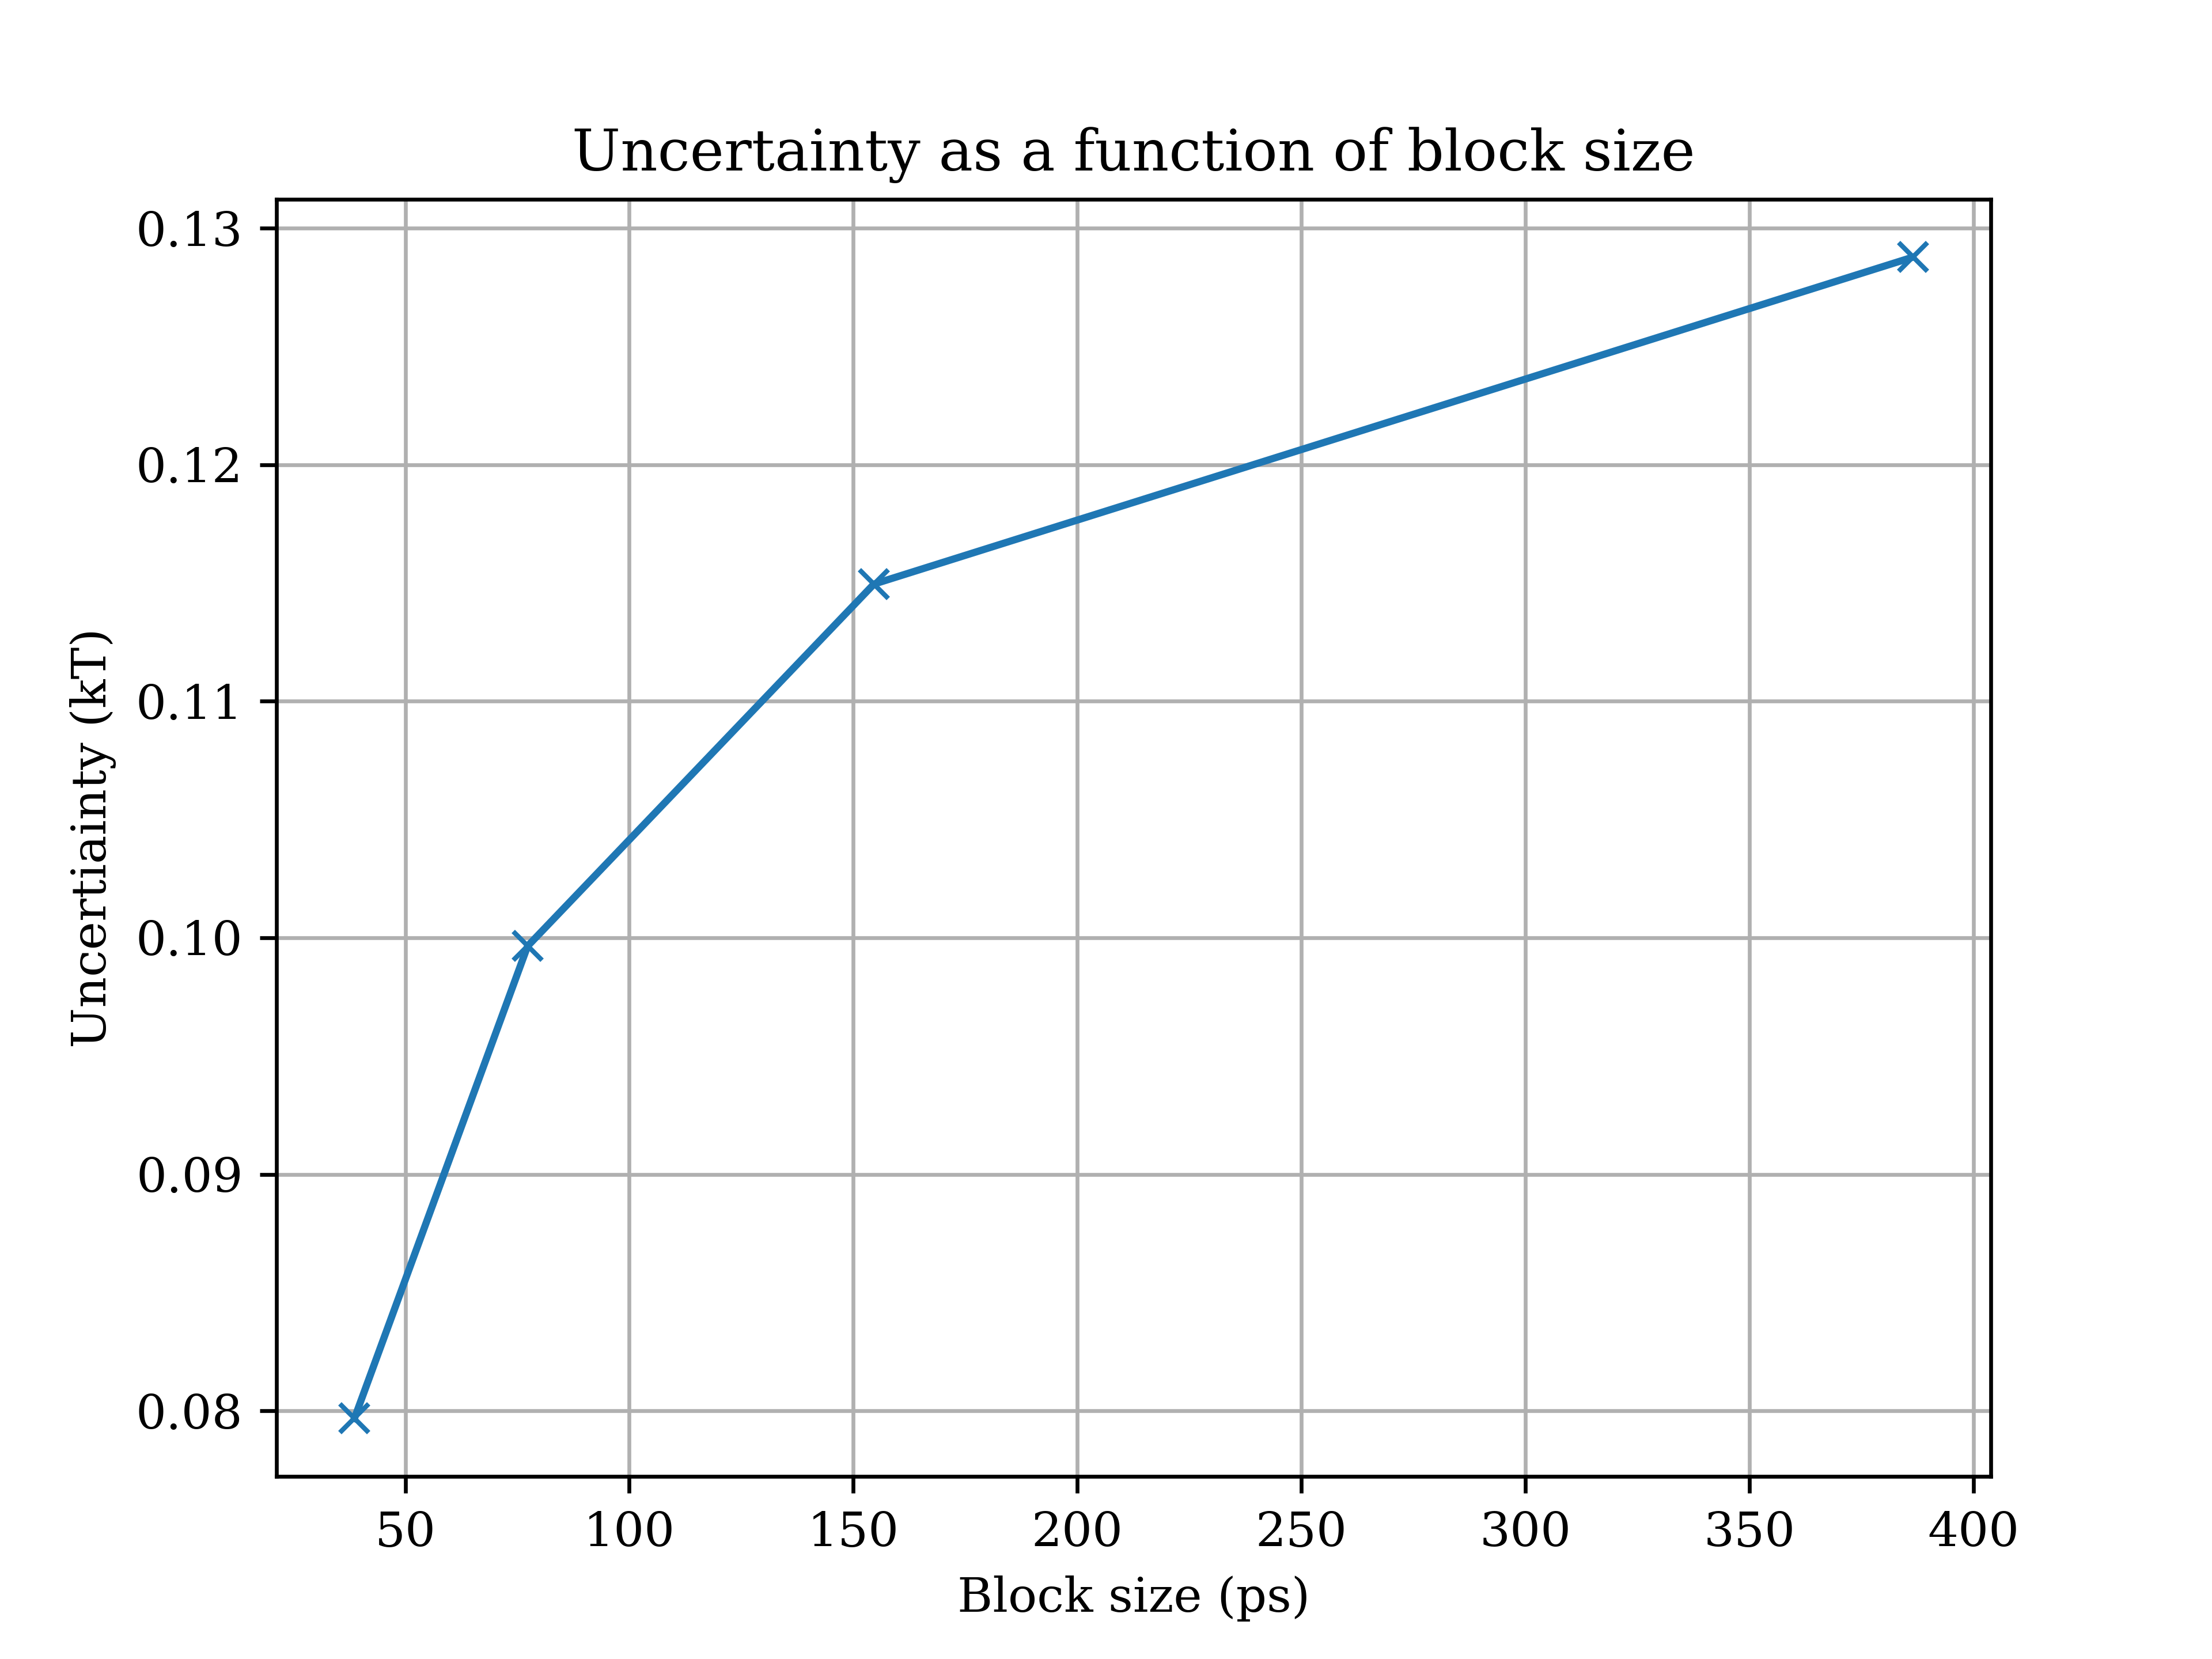 Uncertainty as a function of block size
0.13
0.12
0.11
0.10
0.09
0.08
Uncertiainty (kT)
50 100 150 200 250 300 350 400
Block size (ps)